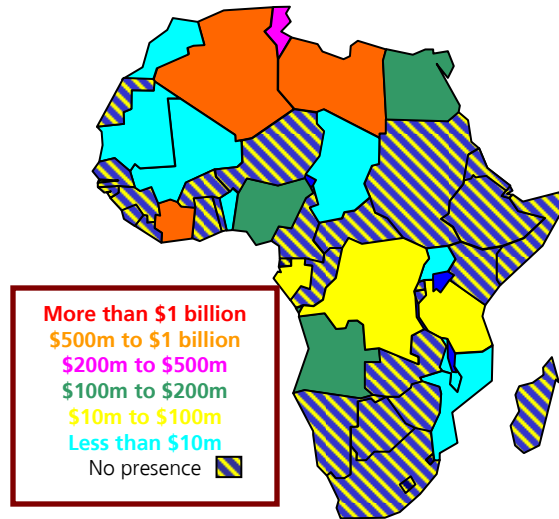 More than $1 billion
$500m to $1 billion
$200m to $500m
$100m to $200m
$10m to $100m
Less than $10m
No presence